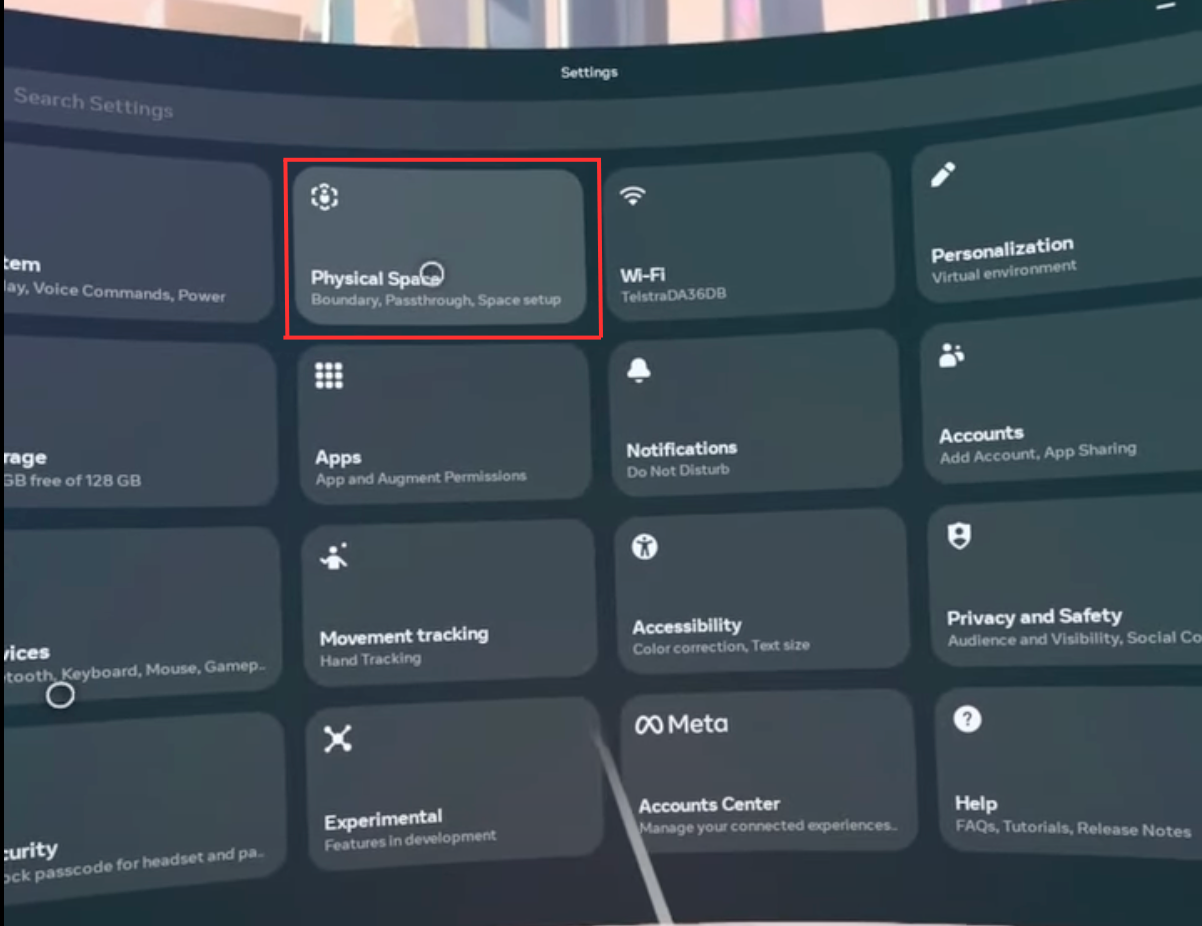 Settings
Search Settings
tem
lay, Voice Commands, Power
Physical Space
Boundary, Passthrough, Space setup
Wi-Fi
TelstraDA36DB
Personalization
Virtual environment
rage
GB free of 128 GB
Apps
App and Augment Permissions
Notifications
Do Not Disturb
Accounts
Add Account, App Sharing
vices
tooth, Keyboard, Mouse, Gamep..
Movement tracking
Hand Tracking
Accessibility
Color correction, Text size
Privacy and Safety
Audience and Visibility, Social Co
curity
ock passcode for headset and pa..
Experimental
Features in development
Meta
Accounts Center
Manage your connected experiences..
Help
FAQs, Tutorials, Release Notes